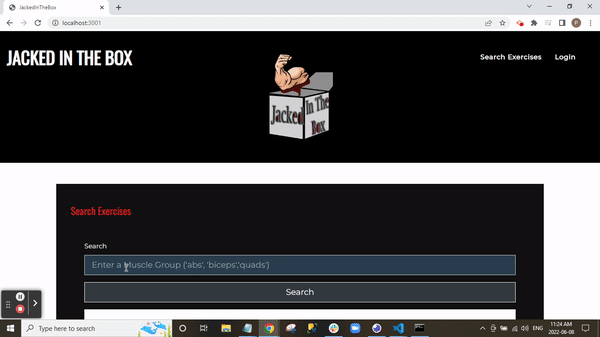 JackedInTheBox
localhost:3001
P
JACKED IN THE BOX
Jacked In The Box
Search Exercises
Login
Search Exercises
Search
Enter a Muscle Group ('abs', 'biceps','quads')
Search
Type here to search
ENG
11:24 AM
2022-06-08